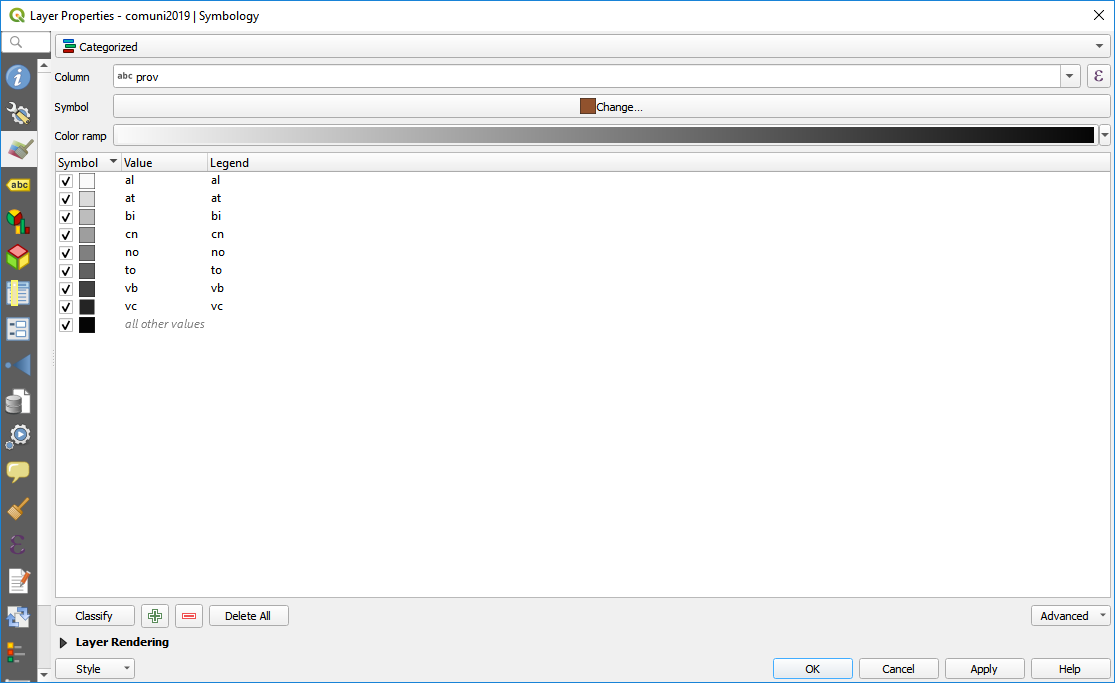 Layer Properties - comuni2019 | Symbology
Categorized
Column abc prov ε
Symbol Change...
Color ramp
Symbol Value Legend
al al
at at
bi bi
cn cn
no no
to to
vb vb
vc vc
all other values
abc
Classify Delete All Advanced
Layer Rendering
Style OK Cancel Apply Help